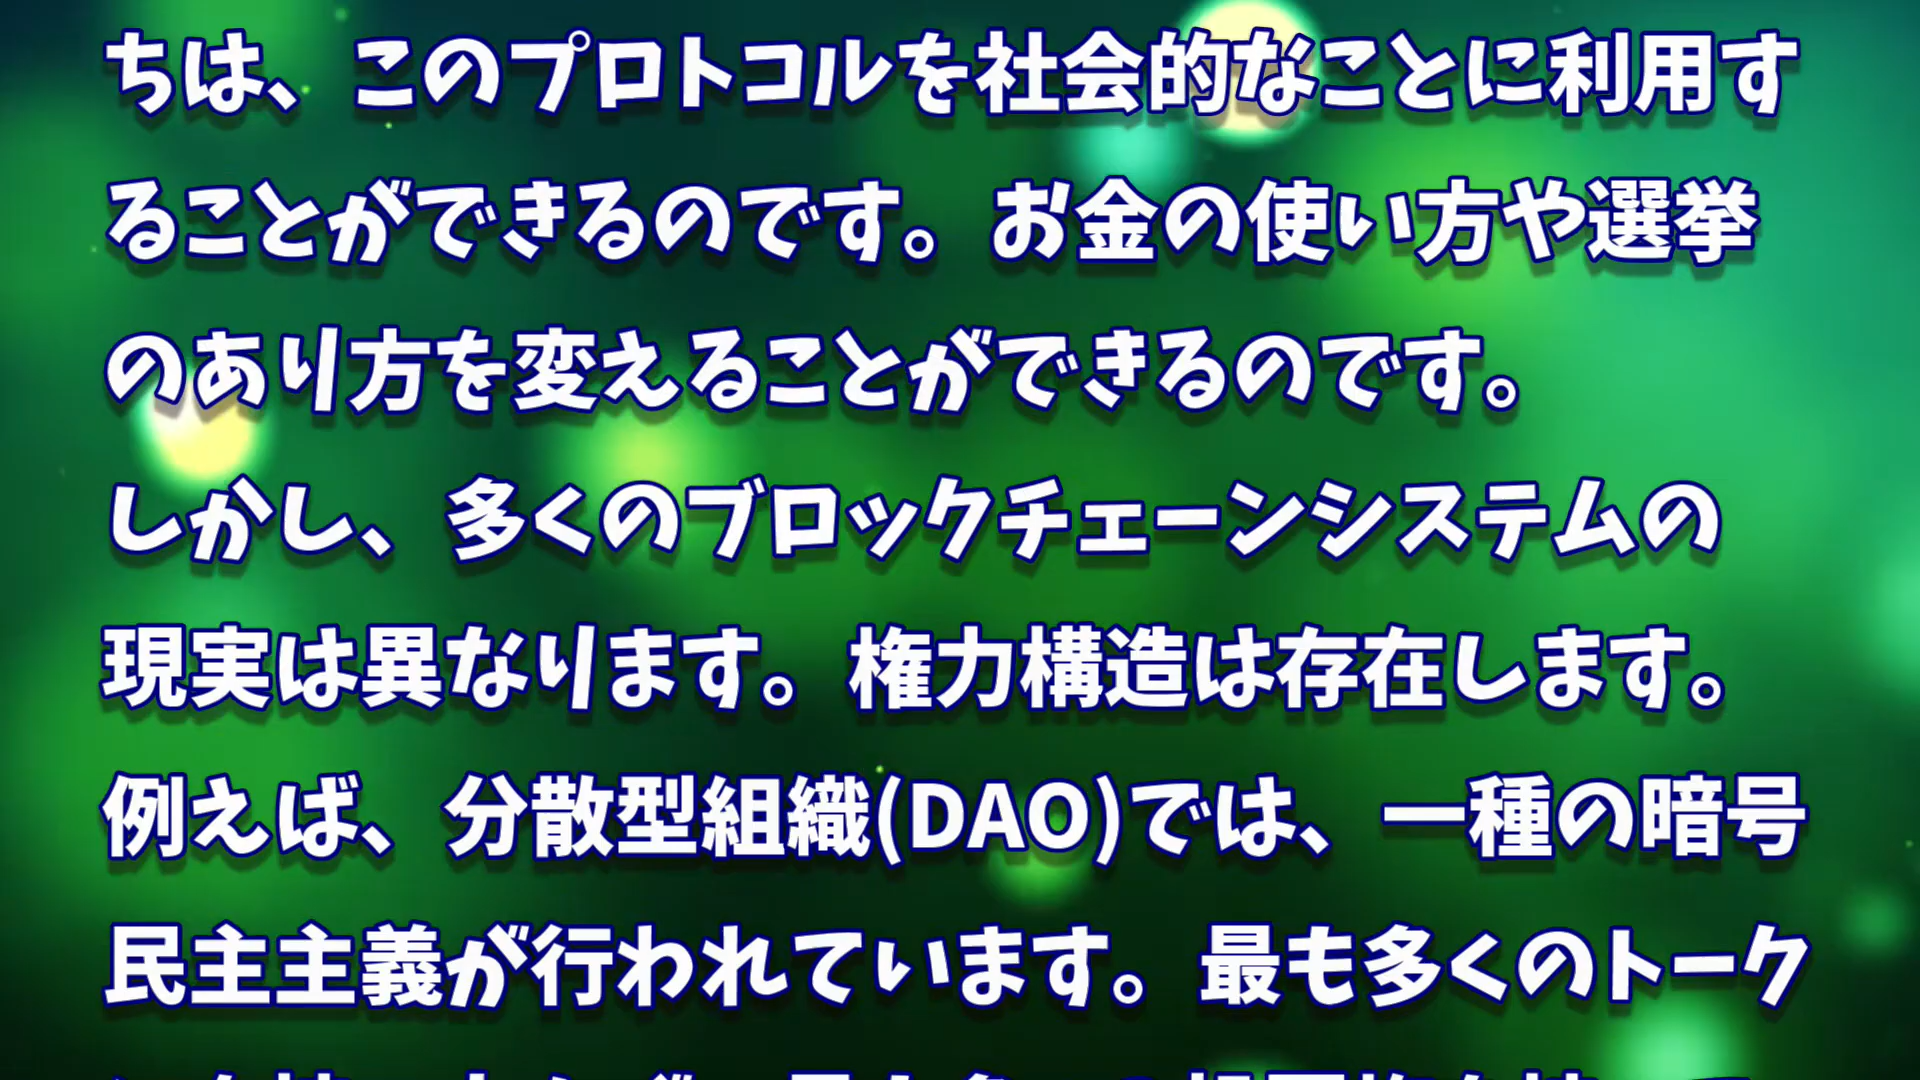 ちは、このプロトコルを社会的なことに利用す
ることができるのです。お金の使い方や選挙
のあり方を変えることができるのです。
しかし、多くのブロックチェーンシステムの
現実は異なります。権力構造は存在します。
例えば、分散型組織(DAO)では、一種の暗号
民主主義が行われています。最も多くのトーク